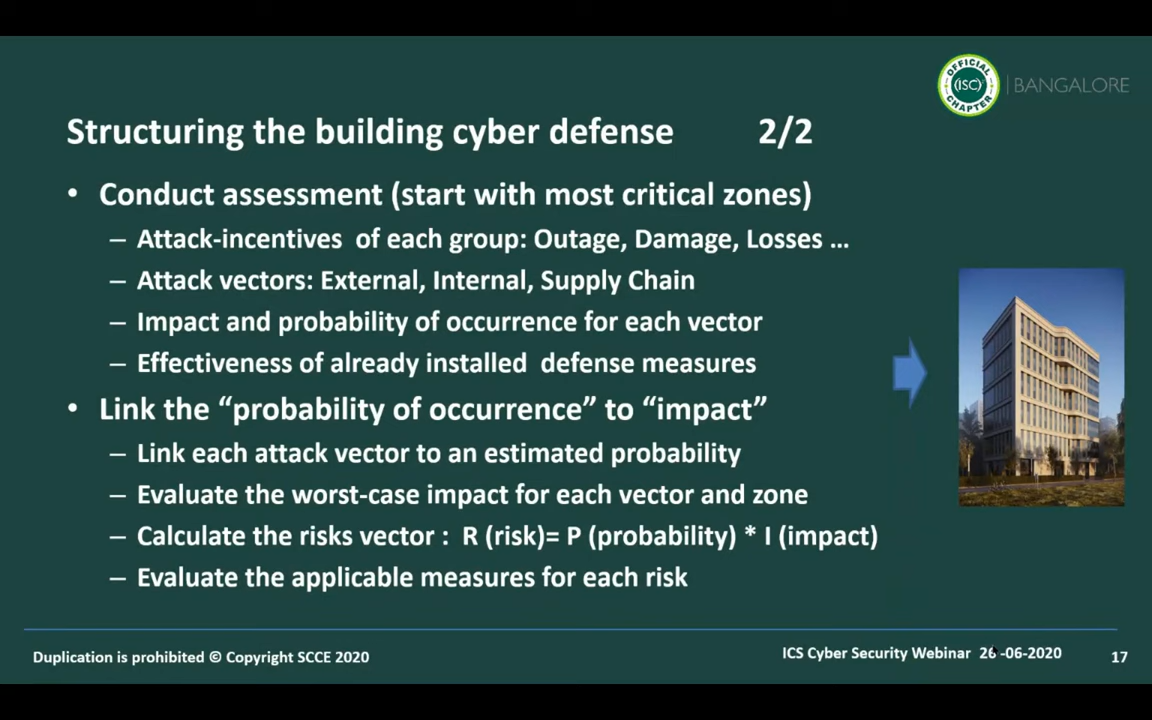 OFFICIAL
(ISC)²
CHAPTER
BANGALORE
Structuring the building cyber defense 2/2
• Conduct assessment (start with most critical zones)
– Attack-incentives of each group: Outage, Damage, Losses ...
– Attack vectors: External, Internal, Supply Chain
– Impact and probability of occurrence for each vector
– Effectiveness of already installed defense measures
• Link the “probability of occurrence” to “impact”
– Link each attack vector to an estimated probability
– Evaluate the worst-case impact for each vector and zone
– Calculate the risks vector : R (risk)= P (probability) * I (impact)
– Evaluate the applicable measures for each risk
Duplication is prohibited © Copyright SCCE 2020
ICS Cyber Security Webinar 26-06-2020
17